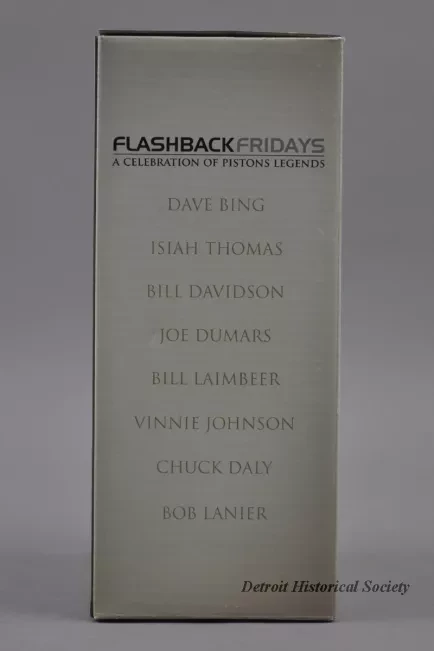 FLASHBACKFRIDAYS
A CELEBRATION OF PISTONS LEGENDS
DAVE BING
ISIAH THOMAS
BILL DAVIDSON
JOE DUMARS
BILL LAIMBEER
VINNIE JOHNSON
CHUCK DALY
BOB LANIER
Detroit Historical Society